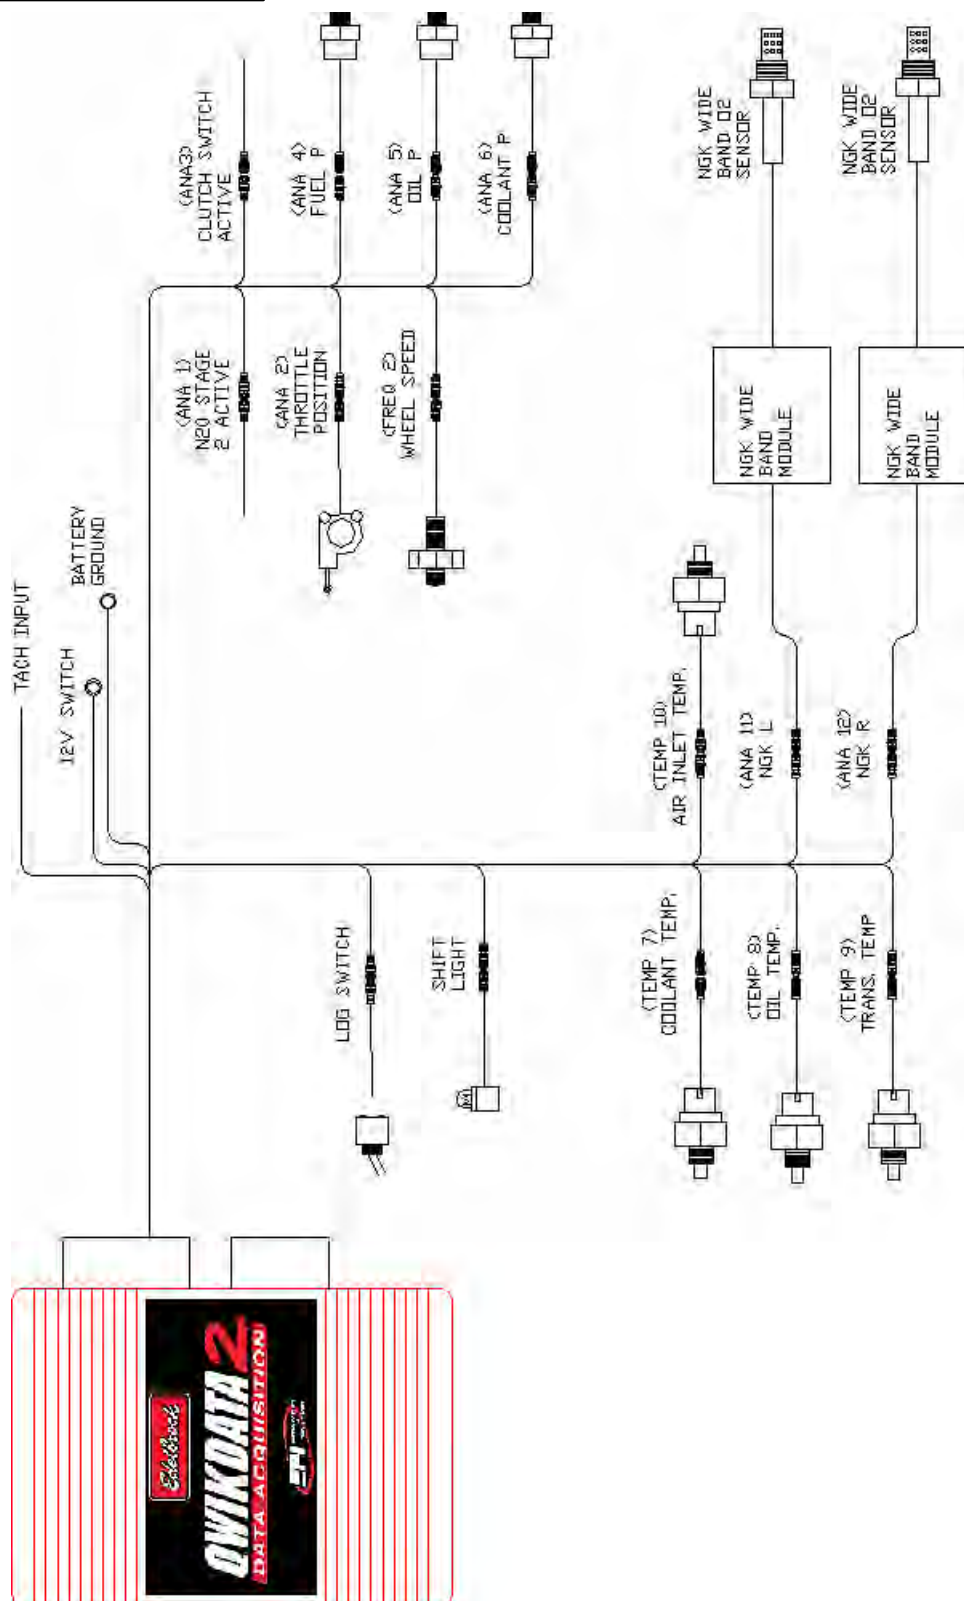 (ANA3)
CLUTCH SWITCH
ACTIVE
(ANA 4)
FUEL P
(ANA 5)
OIL P
(ANA 6)
COOLANT P
NGK WIDE
BAND O2
SENSOR
NGK WIDE
BAND O2
SENSOR
(ANA 1)
N20 STAGE
2 ACTIVE
(ANA 2)
THROTTLE
POSITION
(FREQ 2)
WHEEL SPEED
NGK WIDE
BAND
MODULE
NGK WIDE
BAND
MODULE
TACH INPUT
12V SWITCH
BATTERY
GROUND
(TEMP 10)
AIR INLET TEMP.
(ANA 11)
NGK L
(ANA 12)
NGK R
LOG SWITCH
SHIFT
LIGHT
(TEMP 7)
COOLANT TEMP.
(TEMP 8)
OIL TEMP.
(TEMP 9)
TRANS. TEMP
Edelbrock
QWIKDATA 2
DATA ACQUISITION